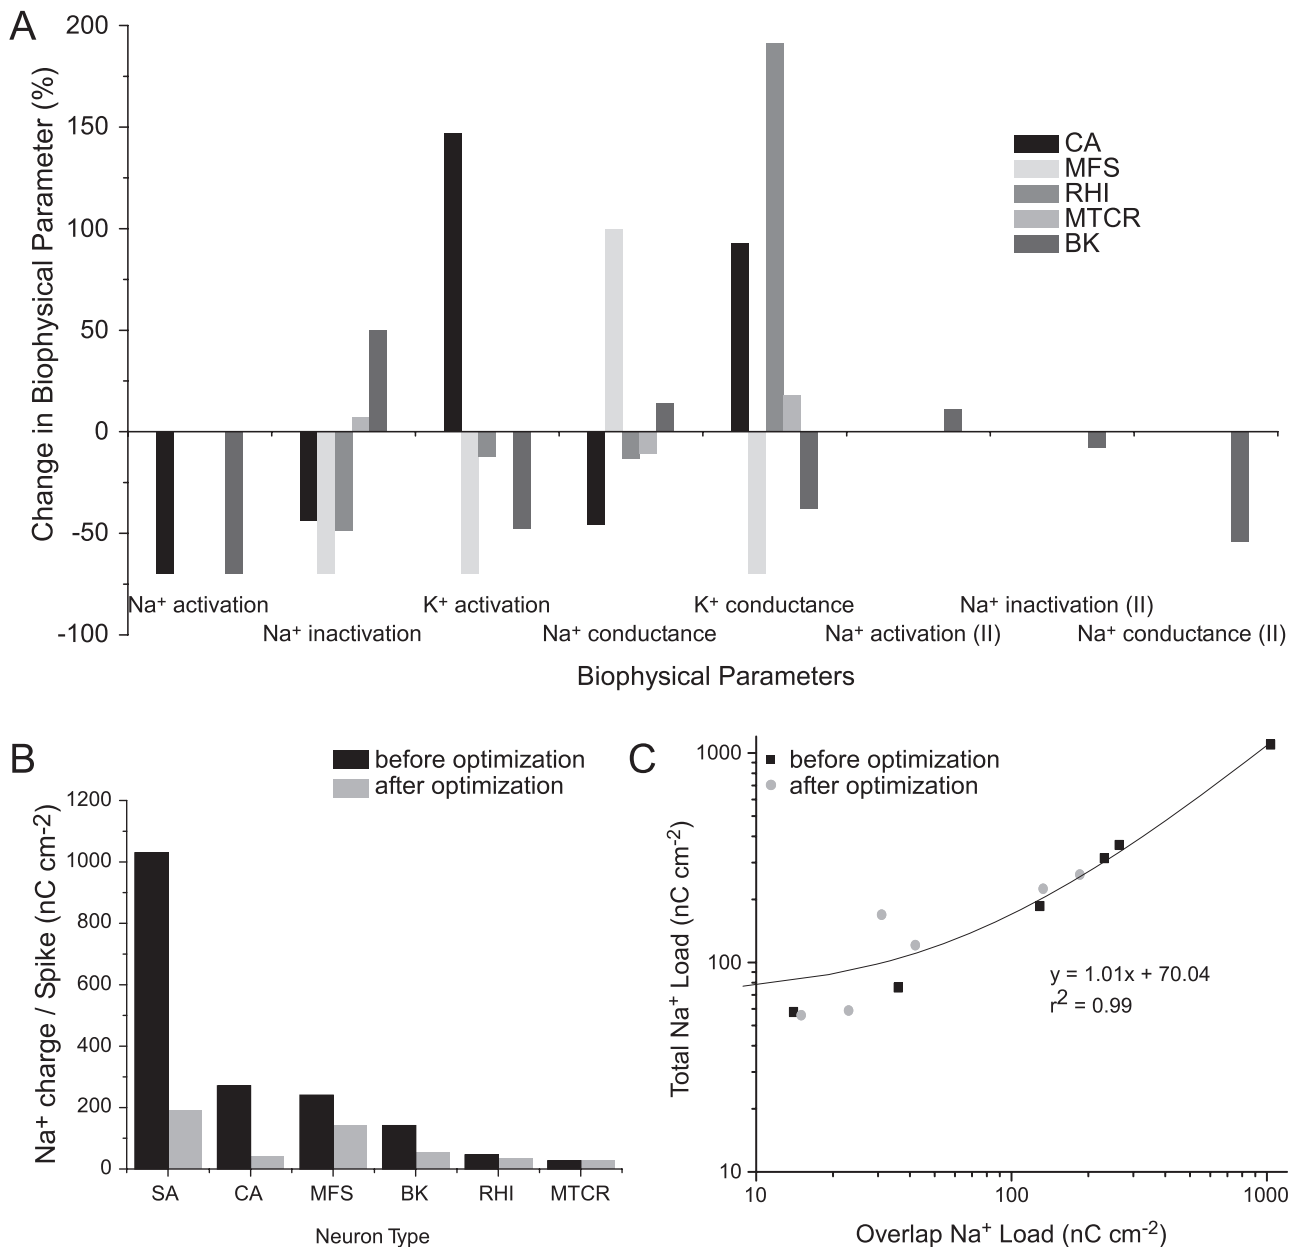 A
Change in Biophysical Parameter (%)
200
150
100
50
0
-50
-100
CA
MFS
RHI
MTCR
BK
Na⁺ activation
K⁺ activation
K⁺ conductance
Na⁺ inactivation (II)
Na⁺ inactivation
Na⁺ conductance
Na⁺ activation (II)
Na⁺ conductance (II)
Biophysical Parameters
B
before optimization
after optimization
Na⁺ charge / Spike (nC cm-2)
1200
1000
800
600
400
200
0
SA
CA
MFS
BK
RHI
MTCR
Neuron Type
C
before optimization
after optimization
Total Na⁺ Load (nC cm-2)
1000
100
10
y = 1.01x + 70.04
r2 = 0.99
10
100
1000
Overlap Na⁺ Load (nC cm-2)